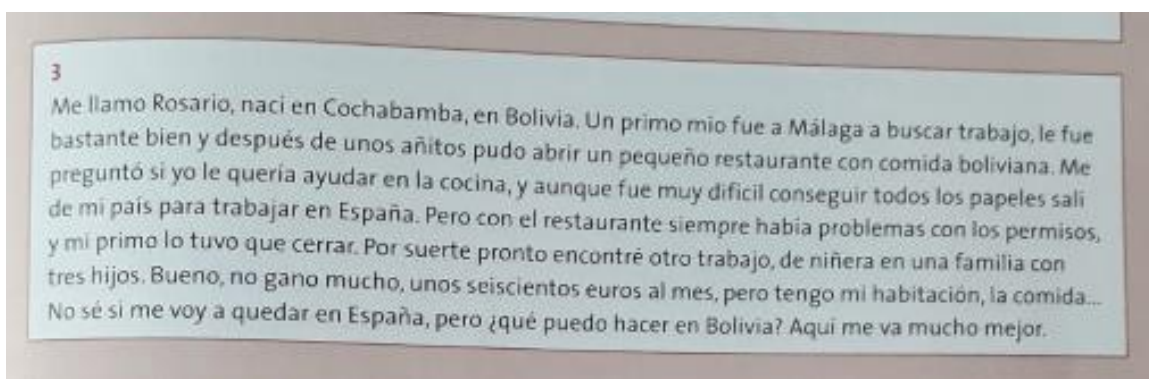 3
Me llamo Rosario, nací en Cochabamba, en Bolivia. Un primo mío fue a Málaga a buscar trabajo, le fue
bastante bien y después de unos añitos pudo abrir un pequeño restaurante con comida boliviana. Me
preguntó si yo le quería ayudar en la cocina, y aunque fue muy difícil conseguir todos los papeles salí
de mi país para trabajar en España. Pero con el restaurante siempre había problemas con los permisos,
y mi primo lo tuvo que cerrar. Por suerte pronto encontré otro trabajo, de niñera en una familia con
tres hijos. Bueno, no gano mucho, unos seiscientos euros al mes, pero tengo mi habitación, la comida...
No sé si me voy a quedar en España, pero ¿qué puedo hacer en Bolivia? Aquí me va mucho mejor.